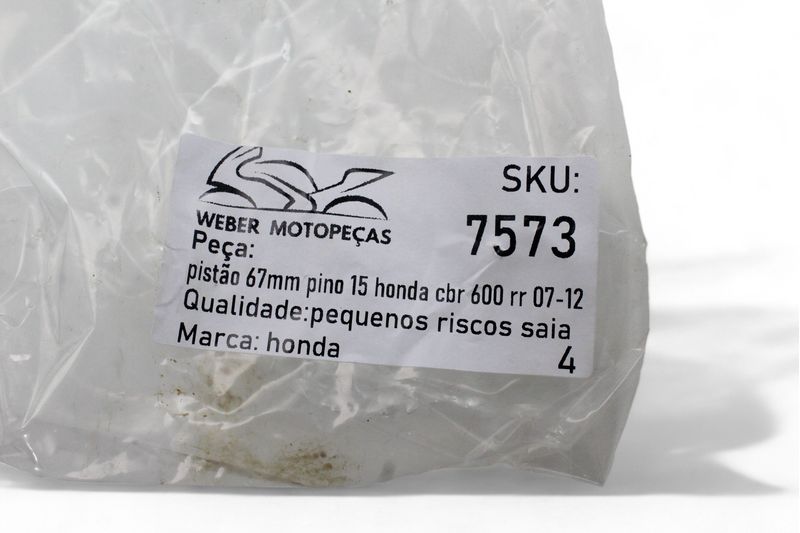 WEBER MOTOPEÇAS
SKU:
7573
Peça:
pistão 67mm pino 15 honda cbr 600 rr 07-12
Qualidade:pequenos riscos saia
Marca: honda
4